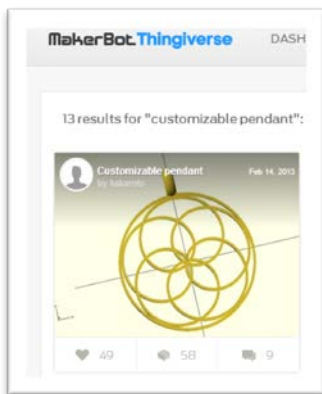 MakerBot Thingiverse DASH
13 results for "customizable pendant":
Customizable pendant Feb 14, 2013
49 58 9